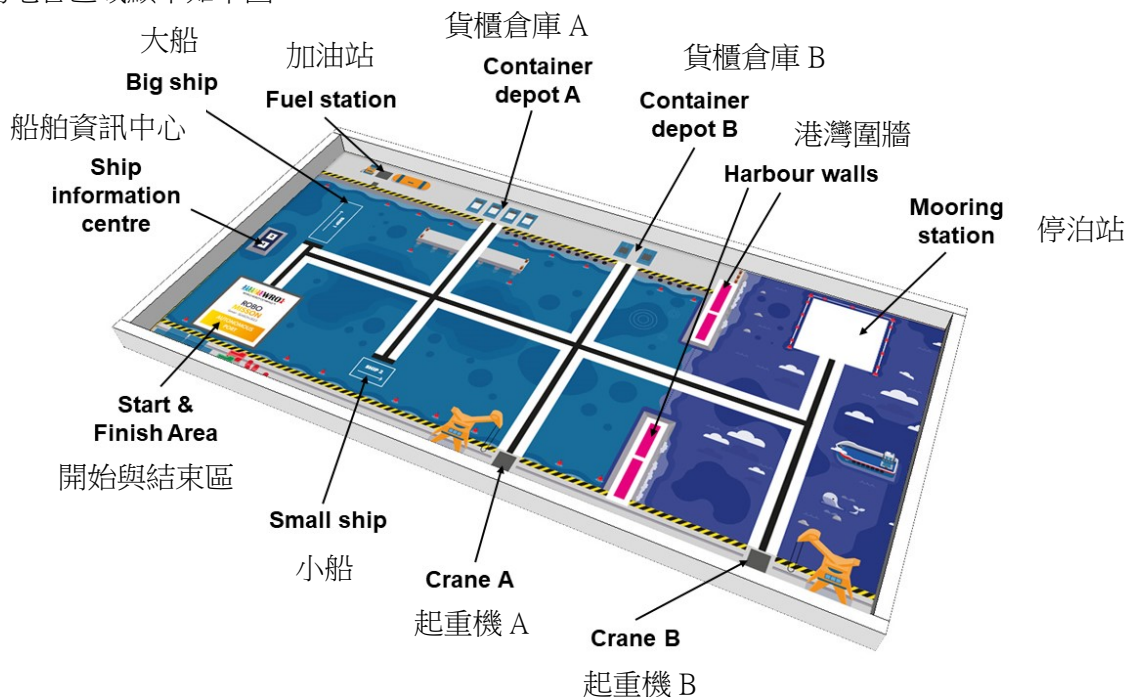 大船
Big ship
加油站
Fuel station
貨櫃倉庫 A
Container
depot A
貨櫃倉庫 B
Container
depot B
港灣圍牆
Harbour walls
船舶資訊中心
Ship
information
centre
Mooring
station
停泊站
WRO
ROBO
MISSION
Start &
Finish Area
開始與結束區
Small ship
小船
Crane A
起重機 A
Crane B
起重機 B